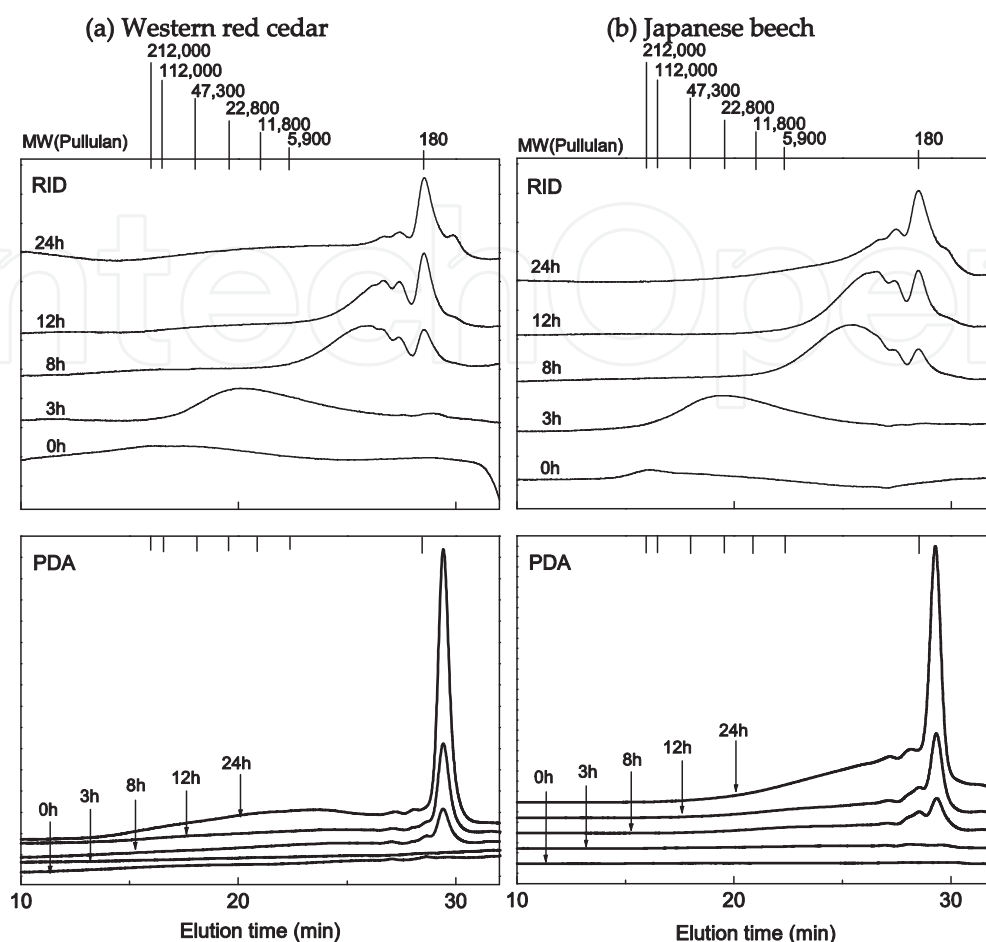 (a) Western red cedar
212,000
112,000
47,300
22,800
11,800
5,900
180
MW(Pullulan)
RID
24h
12h
8h
3h
0h
PDA
0h
3h
8h
12h
24h
10
20
30
Elution time (min)
(b) Japanese beech
212,000
112,000
47,300
22,800
11,800
5,900
180
MW(Pullulan)
RID
24h
12h
8h
3h
0h
PDA
0h
3h
8h
12h
24h
10
20
30
Elution time (min)